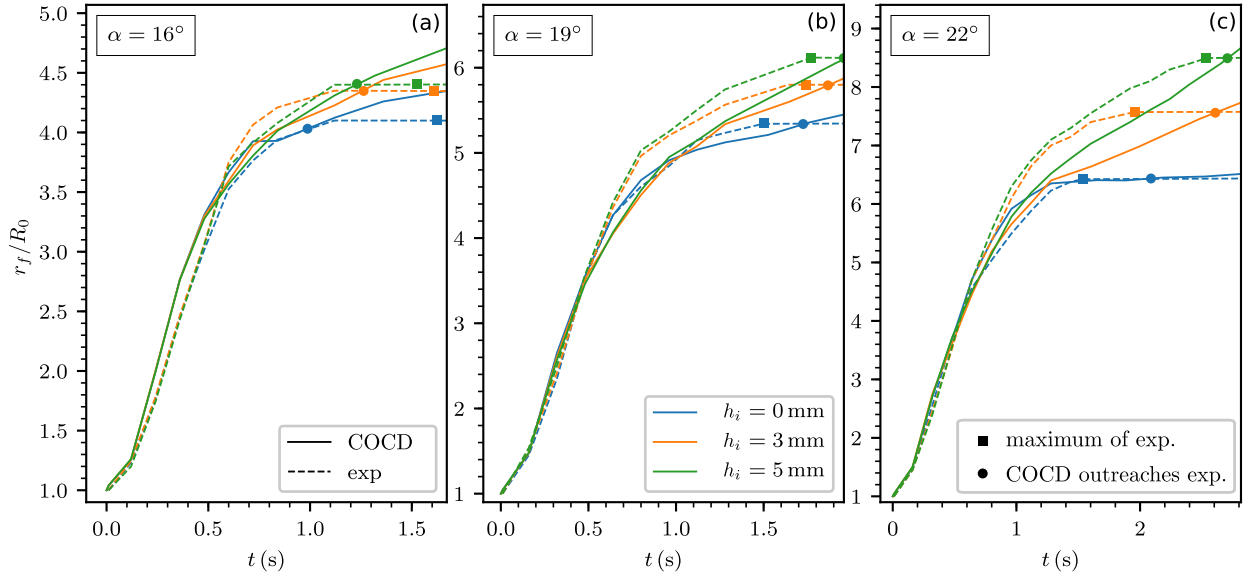 (a)
α = 16°
5.0
4.5
4.0
3.5
3.0
2.5
2.0
1.5
1.0
r_f/R_0
0.0 0.5 1.0 1.5
t (s)
COCD
exp
(b)
α = 19°
6
5
4
3
2
1
0.0 0.5 1.0 1.5
t (s)
h_i = 0 mm
h_i = 3 mm
h_i = 5 mm
(c)
α = 22°
9
8
7
6
5
4
3
2
1
0 1 2
t (s)
maximum of exp.
COCD outreaches exp.